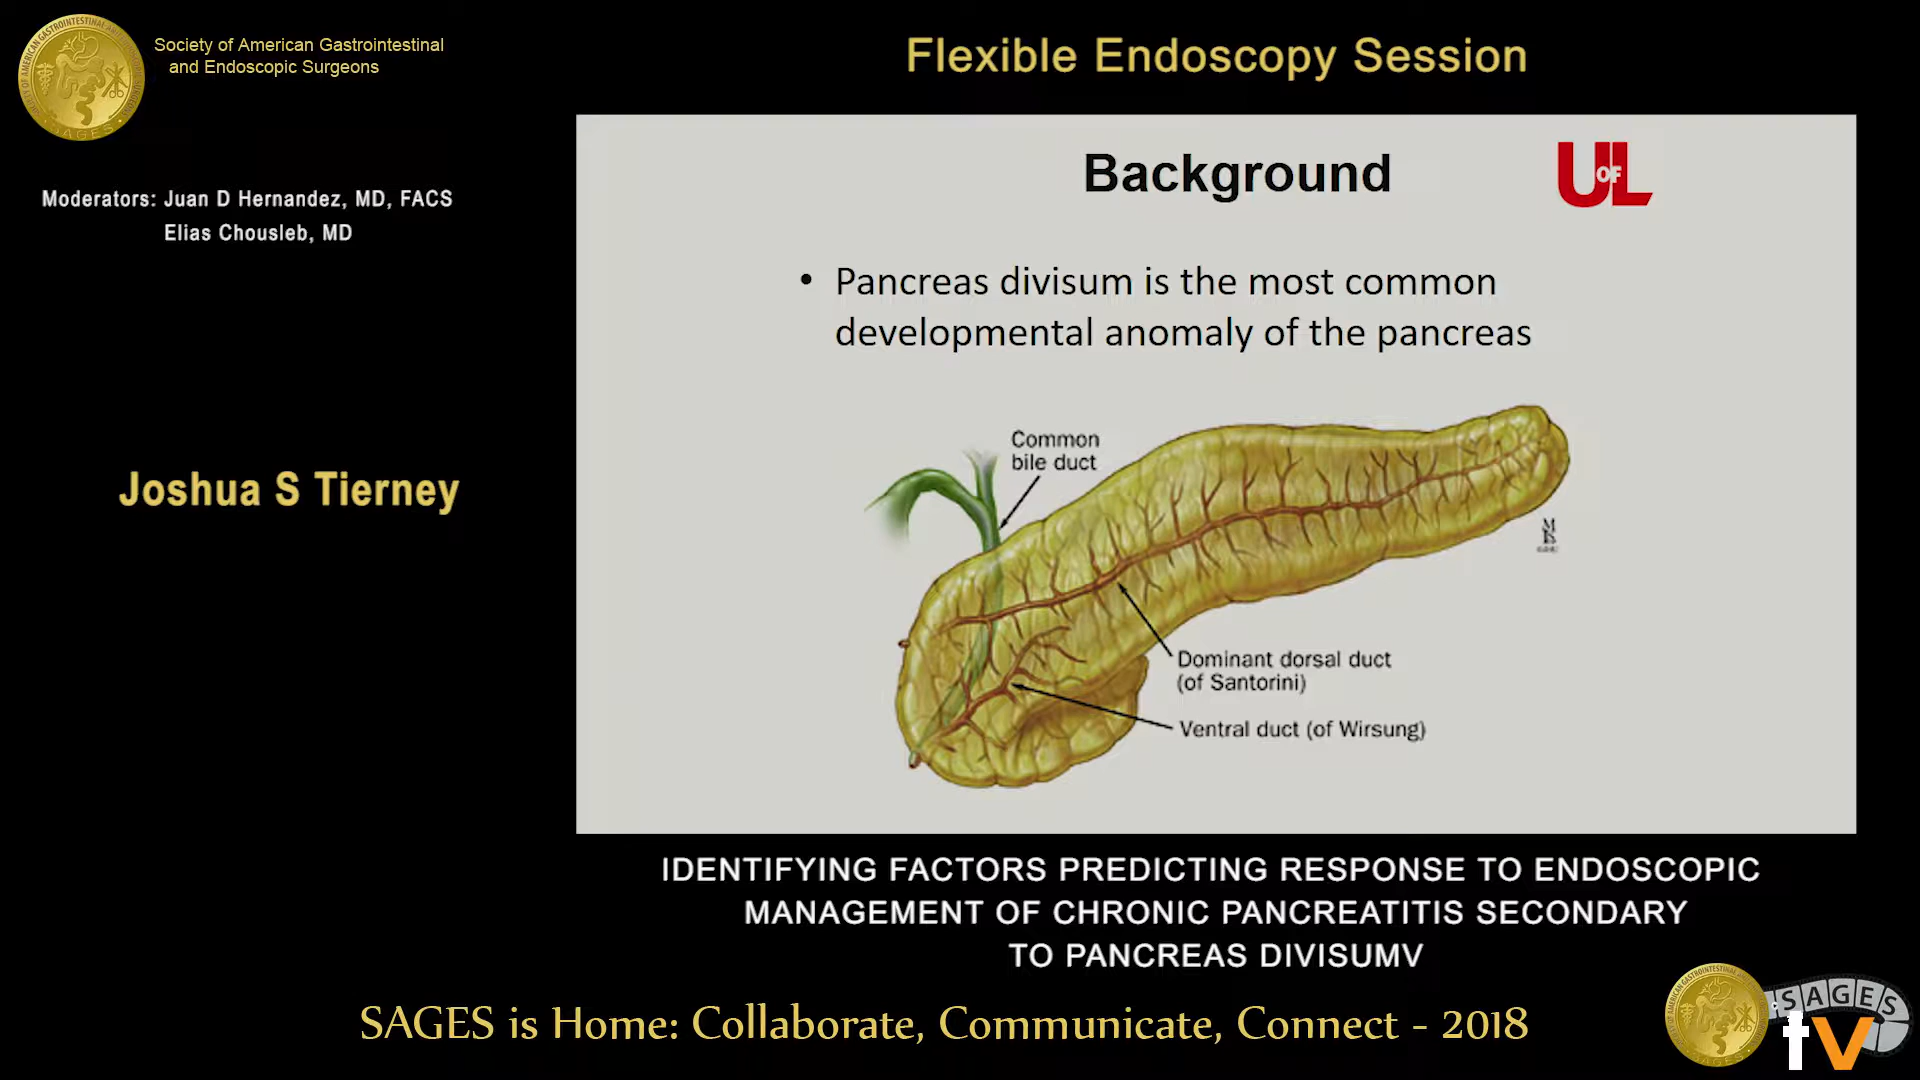 Society of American Gastrointestinal
and Endoscopic Surgeons
Flexible Endoscopy Session
Moderators: Juan D Hernandez, MD, FACS
Elias Chousleb, MD
Joshua S Tierney
Background
U OF L
• Pancreas divisum is the most common
developmental anomaly of the pancreas
Common
bile duct
Dominant dorsal duct
(of Santorini)
Ventral duct (of Wirsung)
IDENTIFYING FACTORS PREDICTING RESPONSE TO ENDOSCOPIC
MANAGEMENT OF CHRONIC PANCREATITIS SECONDARY
TO PANCREAS DIVISUMV
SAGES is Home: Collaborate, Communicate, Connect - 2018
SAGES
tv